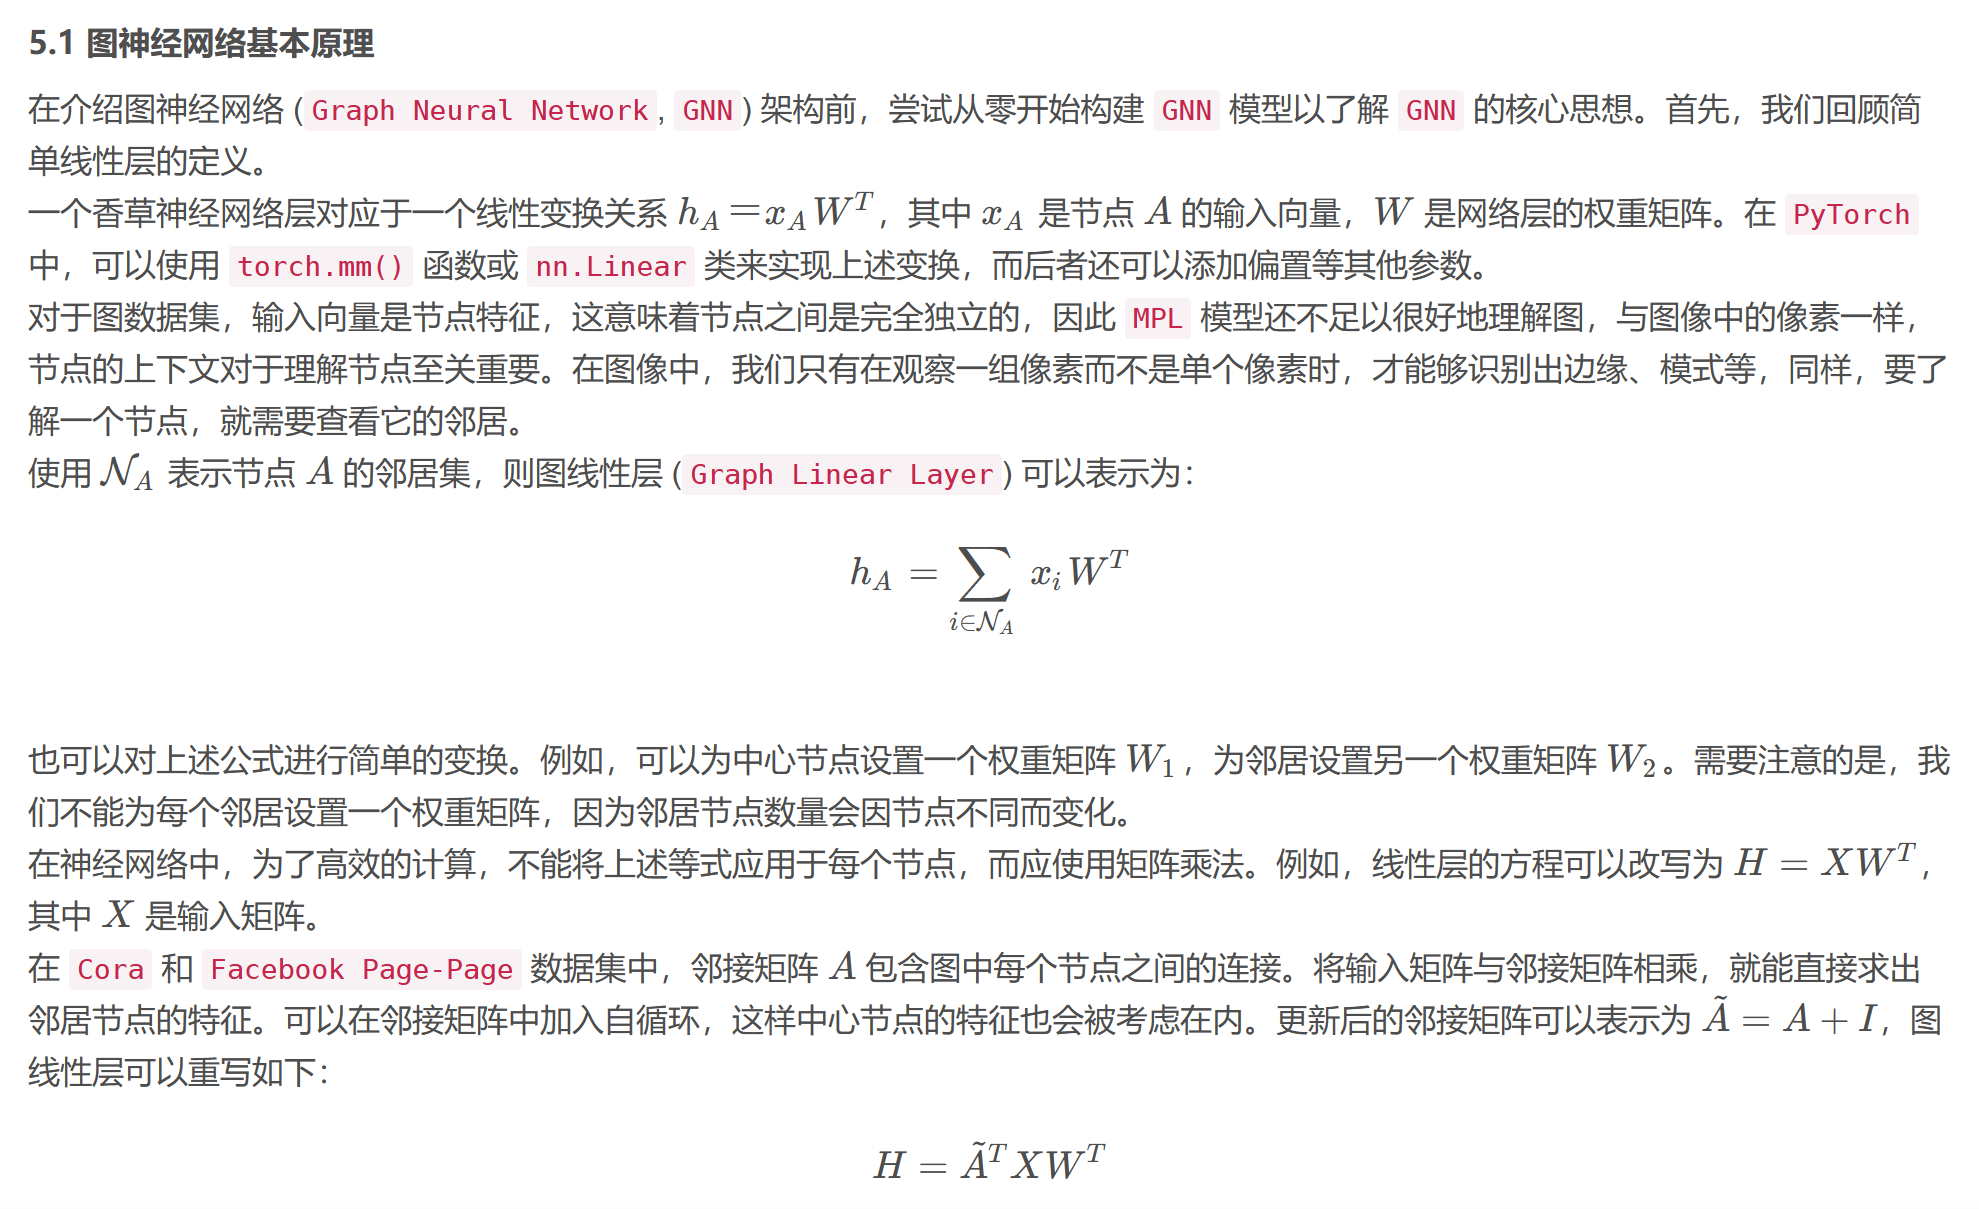 5.1 图神经网络基本原理
在介绍图神经网络 (Graph Neural Network, GNN) 架构前，尝试从零开始构建 GNN 模型以了解 GNN 的核心思想。首先，我们回顾简
单线性层的定义。
一个香草神经网络层对应于一个线性变换关系 $h_A = x_A W^T$，其中 $x_A$ 是节点 $A$ 的输入向量，$W$ 是网络层的权重矩阵。在 PyTorch
中，可以使用 torch.mm() 函数或 nn.Linear 类来实现上述变换，而后者还可以添加偏置等其他参数。
对于图数据集，输入向量是节点特征，这意味着节点之间是完全独立的，因此 MPL 模型还不足以很好地理解图，与图像中的像素一样，
节点的上下文对于理解节点至关重要。在图像中，我们只有在观察一组像素而不是单个像素时，才能够识别出边缘、模式等，同样，要了
解一个节点，就需要查看它的邻居。
使用 $\mathcal{N}_A$ 表示节点 $A$ 的邻居集，则图线性层 (Graph Linear Layer) 可以表示为：
$h_A = \sum_{i \in \mathcal{N}_A} x_i W^T$
也可以对上述公式进行简单的变换。例如，可以为中心节点设置一个权重矩阵 $W_1$，为邻居设置另一个权重矩阵 $W_2$。需要注意的是，我
们不能为每个邻居设置一个权重矩阵，因为邻居节点数量会因节点不同而变化。
在神经网络中，为了高效的计算，不能将上述等式应用于每个节点，而应使用矩阵乘法。例如，线性层的方程可以改写为 $H = XW^T$，
其中 $X$ 是输入矩阵。
在 Cora 和 Facebook Page-Page 数据集中，邻接矩阵 $A$ 包含图中每个节点之间的连接。将输入矩阵与邻接矩阵相乘，就能直接求出
邻居节点的特征。可以在邻接矩阵中加入自循环，这样中心节点的特征也会被考虑在内。更新后的邻接矩阵可以表示为 $\tilde{A} = A + I$，图
线性层可以重写如下：
$H = \tilde{A}^T X W^T$